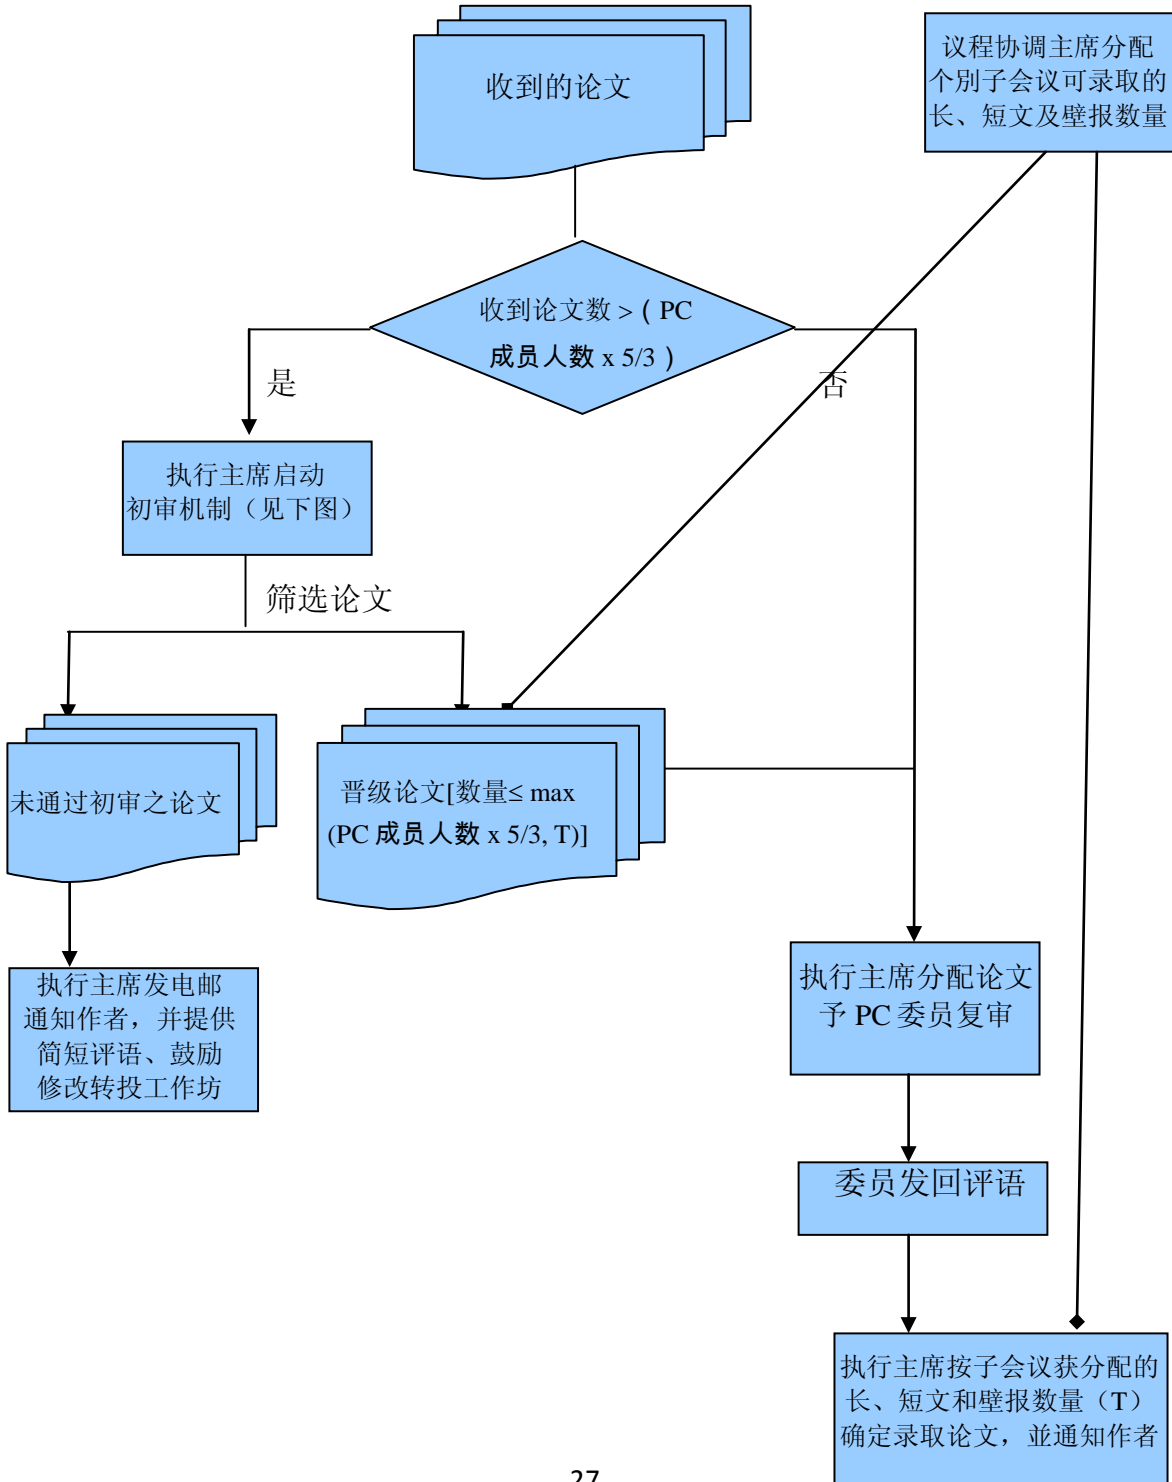 收到的论文
议程协调主席分配
个別子会议可录取的
长、短文及壁报数量
收到论文数 >（ PC
成员人数 x 5/3 ）
是
否
执行主席启动
初审机制（见下图）
筛选论文
未通过初审之论文
晋级论文[数量≤ max
(PC 成员人数 x 5/3, T)]
执行主席发电邮
通知作者，并提供
简短评语、鼓励
修改转投工作坊
执行主席分配论文
予 PC 委员复审
委员发回评语
执行主席按子会议获分配的
长、短文和壁报数量（T）
确定录取论文，並通知作者
27